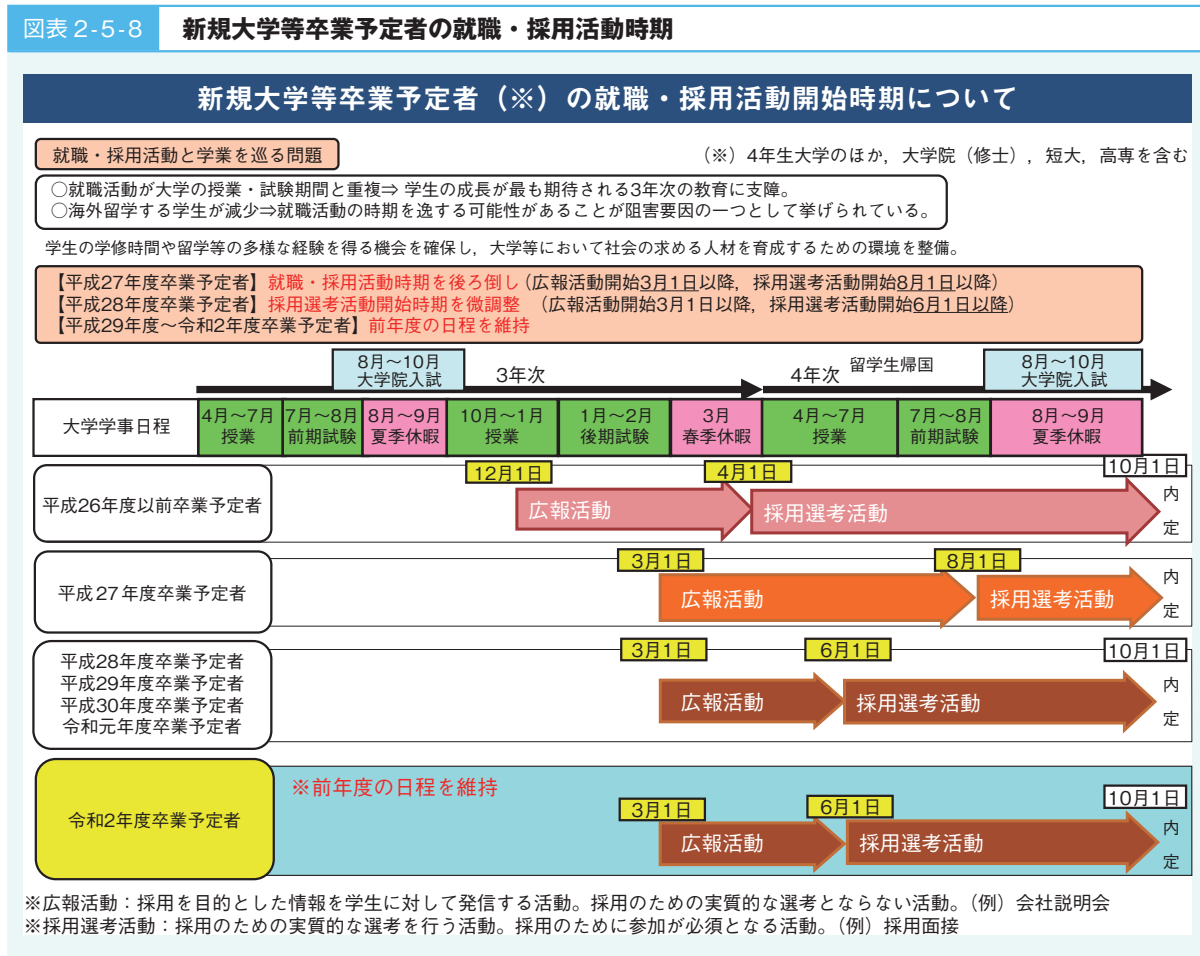 図表2-5-8 新規大学等卒業予定者の就職・採用活動時期
新規大学等卒業予定者（※）の就職・採用活動開始時期について
就職・採用活動と学業を巡る問題
（※）4年生大学のほか，大学院（修士），短大，高専を含む
○就職活動が大学の授業・試験期間と重複⇒ 学生の成長が最も期待される3年次の教育に支障。
○海外留学する学生が減少⇒就職活動の時期を逸する可能性があることが阻害要因の一つとして挙げられている。
学生の学修時間や留学等の多様な経験を得る機会を確保し，大学等において社会の求める人材を育成するための環境を整備。
【平成27年度卒業予定者】就職・採用活動時期を後ろ倒し（広報活動開始3月1日以降，採用選考活動開始8月1日以降）
【平成28年度卒業予定者】採用選考活動開始時期を微調整 （広報活動開始3月1日以降，採用選考活動開始6月1日以降）
【平成29年度～令和2年度卒業予定者】前年度の日程を維持
8月～10月
大学院入試
3年次
4年次
留学生帰国
8月～10月
大学院入試
大学学事日程
4月～7月
授業
7月～8月
前期試験
8月～9月
夏季休暇
10月～1月
授業
1月～2月
後期試験
3月
春季休暇
4月～7月
授業
7月～8月
前期試験
8月～9月
夏季休暇
平成26年度以前卒業予定者
12月1日
4月1日
10月1日
広報活動
採用選考活動
内
定
平成27年度卒業予定者
3月1日
8月1日
広報活動
採用選考活動
内
定
平成28年度卒業予定者
平成29年度卒業予定者
平成30年度卒業予定者
令和元年度卒業予定者
3月1日
6月1日
10月1日
広報活動
採用選考活動
内
定
令和2年度卒業予定者
※前年度の日程を維持
3月1日
6月1日
10月1日
広報活動
採用選考活動
内
定
※広報活動：採用を目的とした情報を学生に対して発信する活動。採用のための実質的な選考とならない活動。（例）会社説明会
※採用選考活動：採用のための実質的な選考を行う活動。採用のために参加が必須となる活動。（例）採用面接